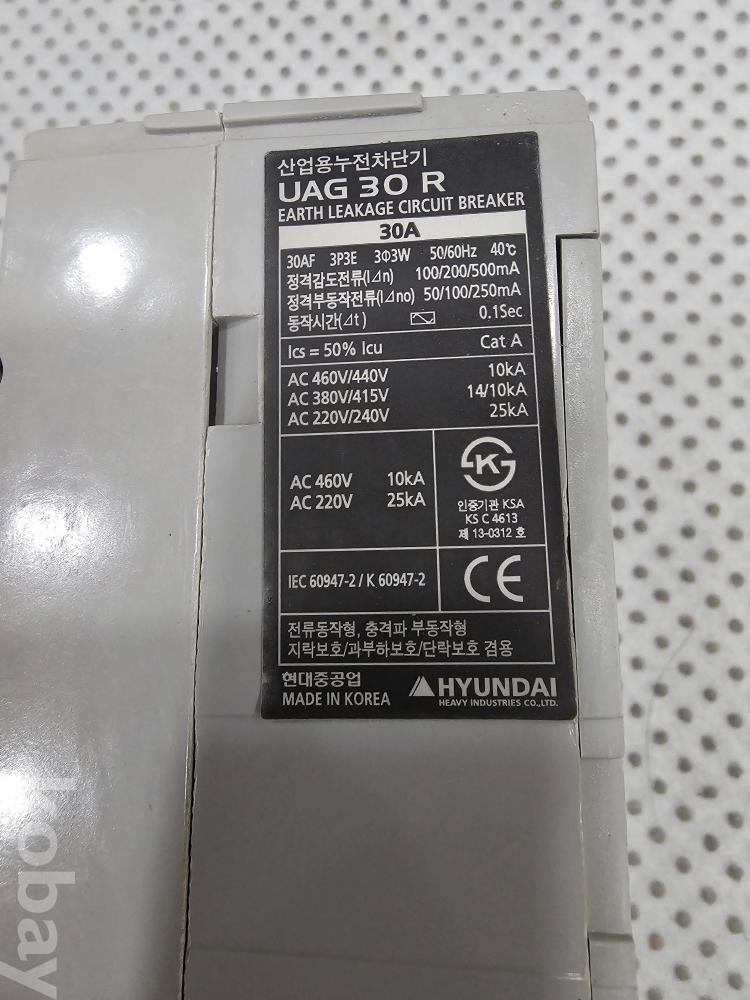 산업용누전차단기
UAG 30 R
EARTH LEAKAGE CIRCUIT BREAKER
30A
30AF 3P3E 3Φ3W 50/60Hz 40℃
정격감도전류(I⊿n) 100/200/500mA
정격부동작전류(I⊿no) 50/100/250mA
동작시간(⊿t) 0.1Sec
Ics = 50% Icu Cat A
AC 460V/440V 10kA
AC 380V/415V 14/10kA
AC 220V/240V 25kA
AC 460V 10kA
AC 220V 25kA
K
인증기관 KSA
KS C 4613
제 13-0312 호
IEC 60947-2 / K 60947-2
CE
전류동작형, 충격파 부동작형
지락보호/과부하보호/단락보호 겸용
현대중공업
MADE IN KOREA
HYUNDAI
HEAVY INDUSTRIES CO.,LTD.
kobay